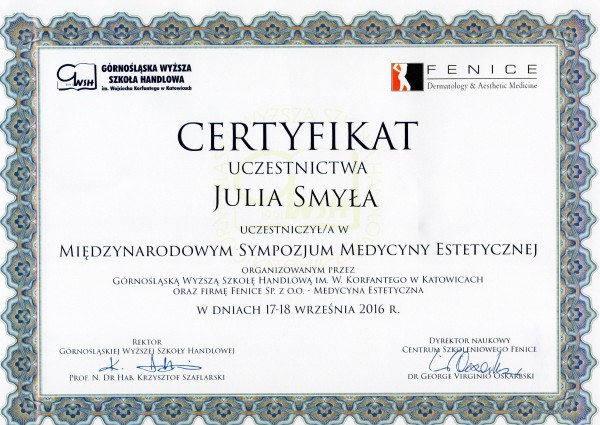 GWSH
GÓRNOŚLĄSKA WYŻSZA
SZKOŁA HANDLOWA
im. Wojciecha Korfantego w Katowicach
FENICE
Dermatology & Aesthetic Medicine
CERTYFIKAT
UCZESTNICTWA
JULIA SMYŁA
UCZESTNICZYŁ/A W
MIĘDZYNARODOWYM SYMPOZJUM MEDYCYNY ESTETYCZNEJ
ORGANIZOWANYM PRZEZ
GÓRNOŚLĄSKĄ WYŻSZĄ SZKOŁĘ HANDLOWĄ IM. W. KORFANTEGO W KATOWICACH
ORAZ FIRMĘ FENICE SP. Z O.O. - MEDYCYNA ESTETYCZNA
W DNIACH 17-18 WRZEŚNIA 2016 R.
REKTOR
GÓRNOŚLĄSKIEJ WYŻSZEJ SZKOŁY HANDLOWEJ
PROF. N. DR HAB. KRZYSZTOF SZAFLARSKI
DYREKTOR NAUKOWY
CENTRUM SZKOLENIOWEGO FENICE
DR GEORGE VIRGINIO OSKARBSKI